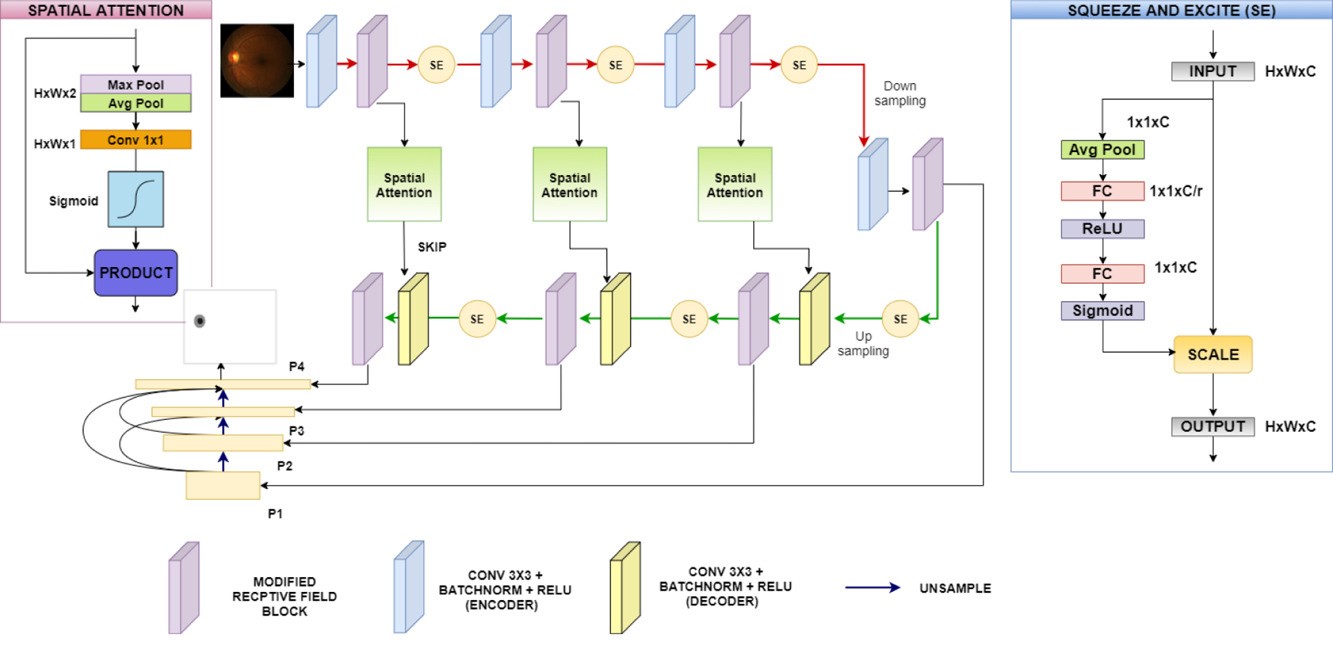 SPATIAL ATTENTION
HxWx2
Max Pool
Avg Pool
HxWx1
Conv 1x1
Sigmoid
PRODUCT
SE
SE
SE
Down
sampling
Spatial
Attention
Spatial
Attention
Spatial
Attention
SKIP
SE
SE
SE
Up
sampling
P4
P3
P2
P1
SQUEEZE AND EXCITE (SE)
INPUT
HxWxC
1x1xC
Avg Pool
FC
1x1xC/r
ReLU
FC
1x1xC
Sigmoid
SCALE
OUTPUT
HxWxC
MODIFIED
RECPTIVE FIELD
BLOCK
CONV 3X3 +
BATCHNORM + RELU
(ENCODER)
CONV 3X3 +
BATCHNORM + RELU
(DECODER)
UNSAMPLE